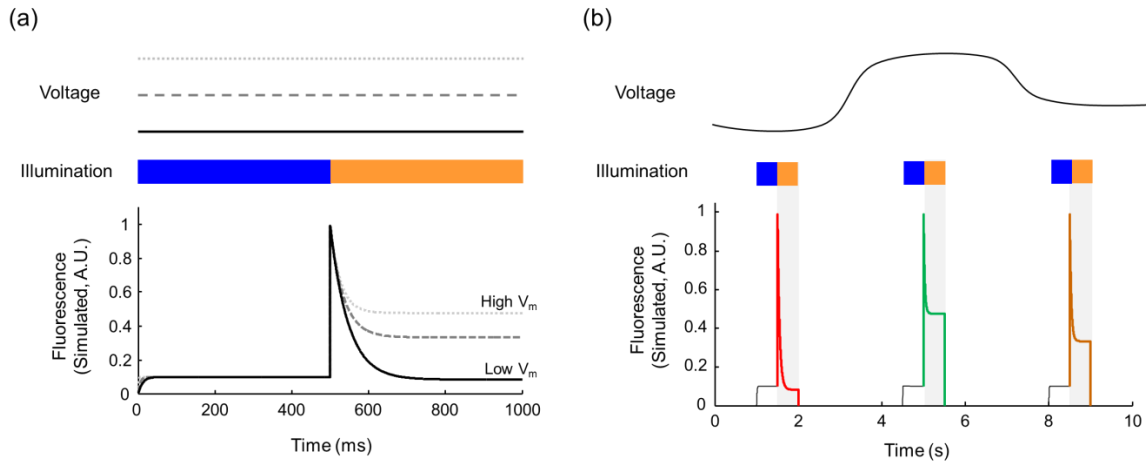 (a)
Voltage
Illumination
Fluorescence
(Simulated, A.U.)
1
0.8
0.6
0.4
0.2
0
High Vm
Low Vm
0 200 400 600 800 1000
Time (ms)
(b)
Voltage
Illumination
Fluorescence
(Simulated, A.U.)
1
0.8
0.6
0.4
0.2
0
0 2 4 6 8 10
Time (s)